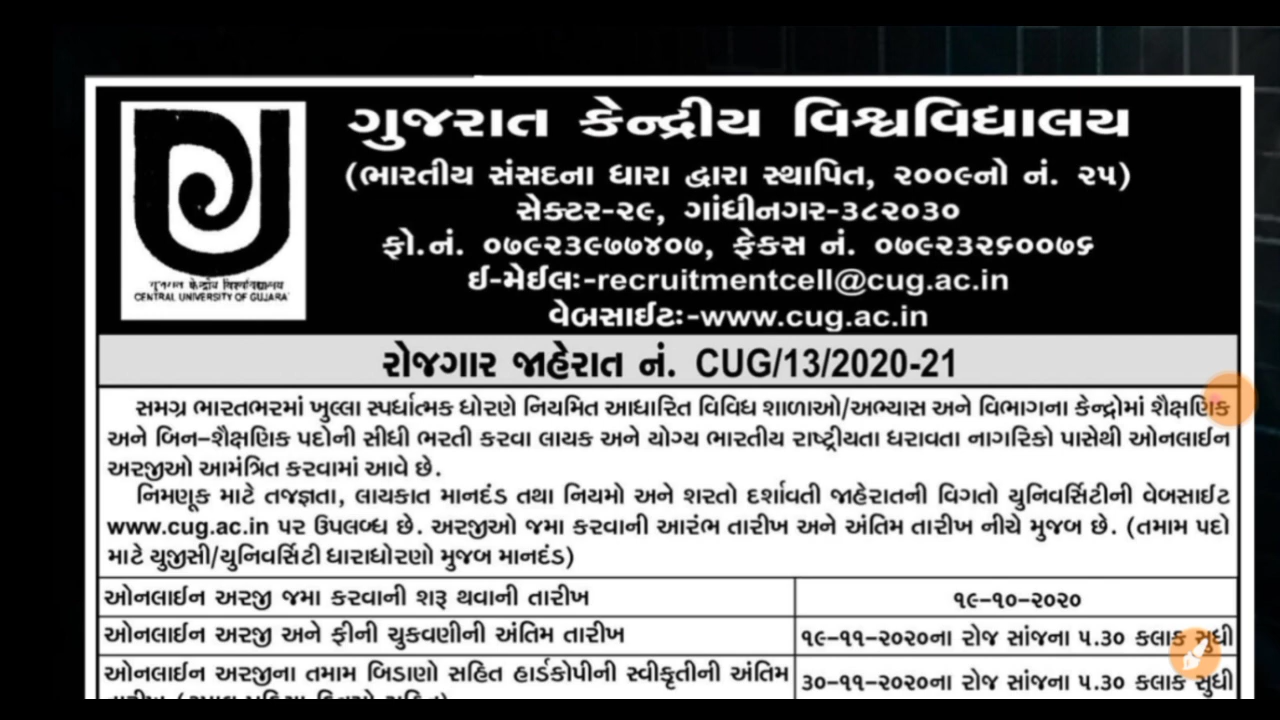 ગુજરાત કેન્દ્રીય વિશ્વવિદ્યાલય
(ભારતીય સંસદના ધારા દ્વારા સ્થાપિત, ૨૦૦૯નો નં. ૨૫)
સેક્ટર-૨૯, ગાંધીનગર-૩૮૨૦૩૦
ફો.નં. ૦૭૯૨૩૯૭૭૪૦૭, ફેકસ નં. ૦૭૯૨૩૨૬૦૦૭૬
ઈ-મેઈલઃ-recruitmentcell@cug.ac.in
વેબસાઈટઃ-www.cug.ac.in
गुजरात केन्द्रीय विश्वविद्यालय
CENTRAL UNIVERSITY OF GUJARA
રોજગાર જાહેરાત નં. CUG/13/2020-21
સમગ્ર ભારતભરમાં ખુલ્લા સ્પર્ધાત્મક ધોરણે નિયમિત આધારિત વિવિધ શાળાઓ/અભ્યાસ અને વિભાગના કેન્દ્રોમાં શૈક્ષણિક
અને બિન-શૈક્ષણિક પદોની સીધી ભરતી કરવા લાયક અને યોગ્ય ભારતીય રાષ્ટ્રીયતા ધરાવતા નાગરિકો પાસેથી ઓનલાઈન
અરજીઓ આમંત્રિત કરવામાં આવે છે.
નિમણૂક માટે તજજ્ઞતા, લાયકાત માનદંડ તથા નિયમો અને શરતો દર્શાવતી જાહેરાતની વિગતો યુનિવર્સિટીની વેબસાઈટ
www.cug.ac.in પર ઉપલબ્ધ છે. અરજીઓ જમા કરવાની આરંભ તારીખ અને અંતિમ તારીખ નીચે મુજબ છે. (તમામ પદો
માટે યુજીસી/યુનિવર્સિટી ધારાધોરણો મુજબ માનદંડ)
ઓનલાઈન અરજી જમા કરવાની શરૂ થવાની તારીખ
૧૯-૧૦-૨૦૨૦
ઓનલાઈન અરજી અને ફીની ચુકવણીની અંતિમ તારીખ
૧૯-૧૧-૨૦૨૦ના રોજ સાંજના ૫.૩૦ કલાક સુધી
ઓનલાઈન અરજીના તમામ બિડાણો સહિત હાર્ડકોપીની સ્વીકૃતીની અંતિમ
૩૦-૧૧-૨૦૨૦ના રોજ સાંજના ૫.૩૦ કલાક સુધી